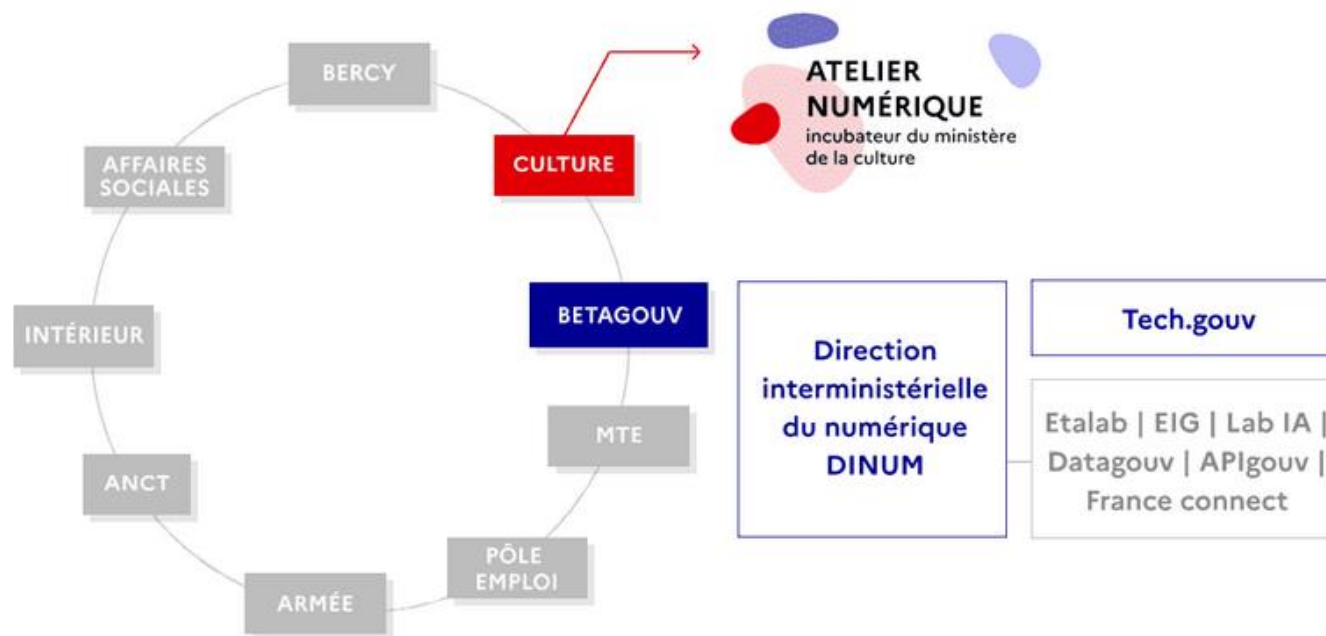 BERCY
CULTURE
ATELIER
NUMÉRIQUE
incubateur du ministère
de la culture
AFFAIRES
SOCIALES
INTÉRIEUR
BETAGOUV
Direction
interministérielle
du numérique
DINUM
Tech.gouv
Etalab | EIG | Lab IA |
Datagouv | APIgouv |
France connect
MTE
ANCT
PÔLE
EMPLOI
ARMÉE